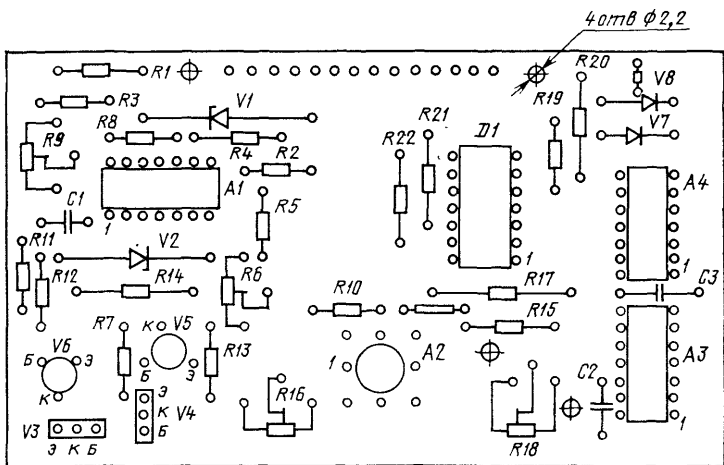 4отв ф2,2
R1
R20
V8
R3
V1
R19
V7
R9
R8
R4
R21
R22
D1
R2
A1
A4
C1
R5
1
R11
V2
1
1
R12
R14
R6
R17
C3
R10
R15
R7
К
V5
R13
A2
A3
V6
Б
Э
Б
Э
1
C2
К
Э
К
Б
V4
R16
V3
Э К Б
R18
1